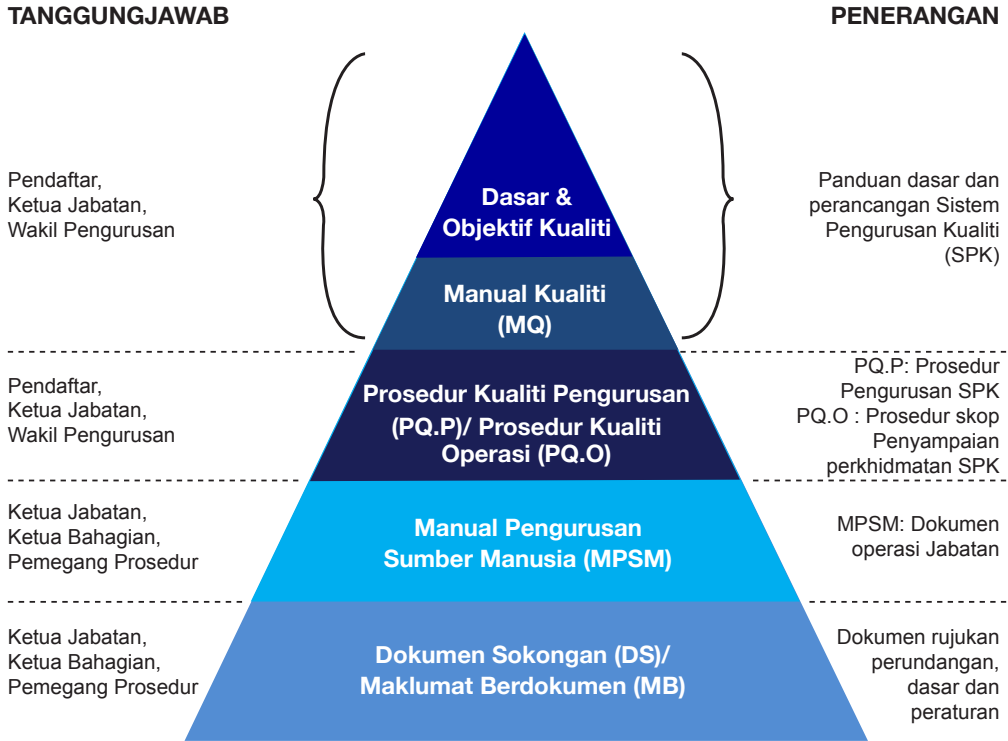 TANGGUNGJAWAB
PENERANGAN
Pendaftar,
Ketua Jabatan,
Wakil Pengurusan
Dasar &
Objektif Kualiti
Manual Kualiti
(MQ)
Panduan dasar dan
perancangan Sistem
Pengurusan Kualiti
(SPK)
Pendaftar,
Ketua Jabatan,
Wakil Pengurusan
Prosedur Kualiti Pengurusan
(PQ.P)/ Prosedur Kualiti
Operasi (PQ.O)
PQ.P: Prosedur
Pengurusan SPK
PQ.O : Prosedur skop
Penyampaian
perkhidmatan SPK
Ketua Jabatan,
Ketua Bahagian,
Pemegang Prosedur
Manual Pengurusan
Sumber Manusia (MPSM)
MPSM: Dokumen
operasi Jabatan
Ketua Jabatan,
Ketua Bahagian,
Pemegang Prosedur
Dokumen Sokongan (DS)/
Maklumat Berdokumen (MB)
Dokumen rujukan
perundangan,
dasar dan
peraturan